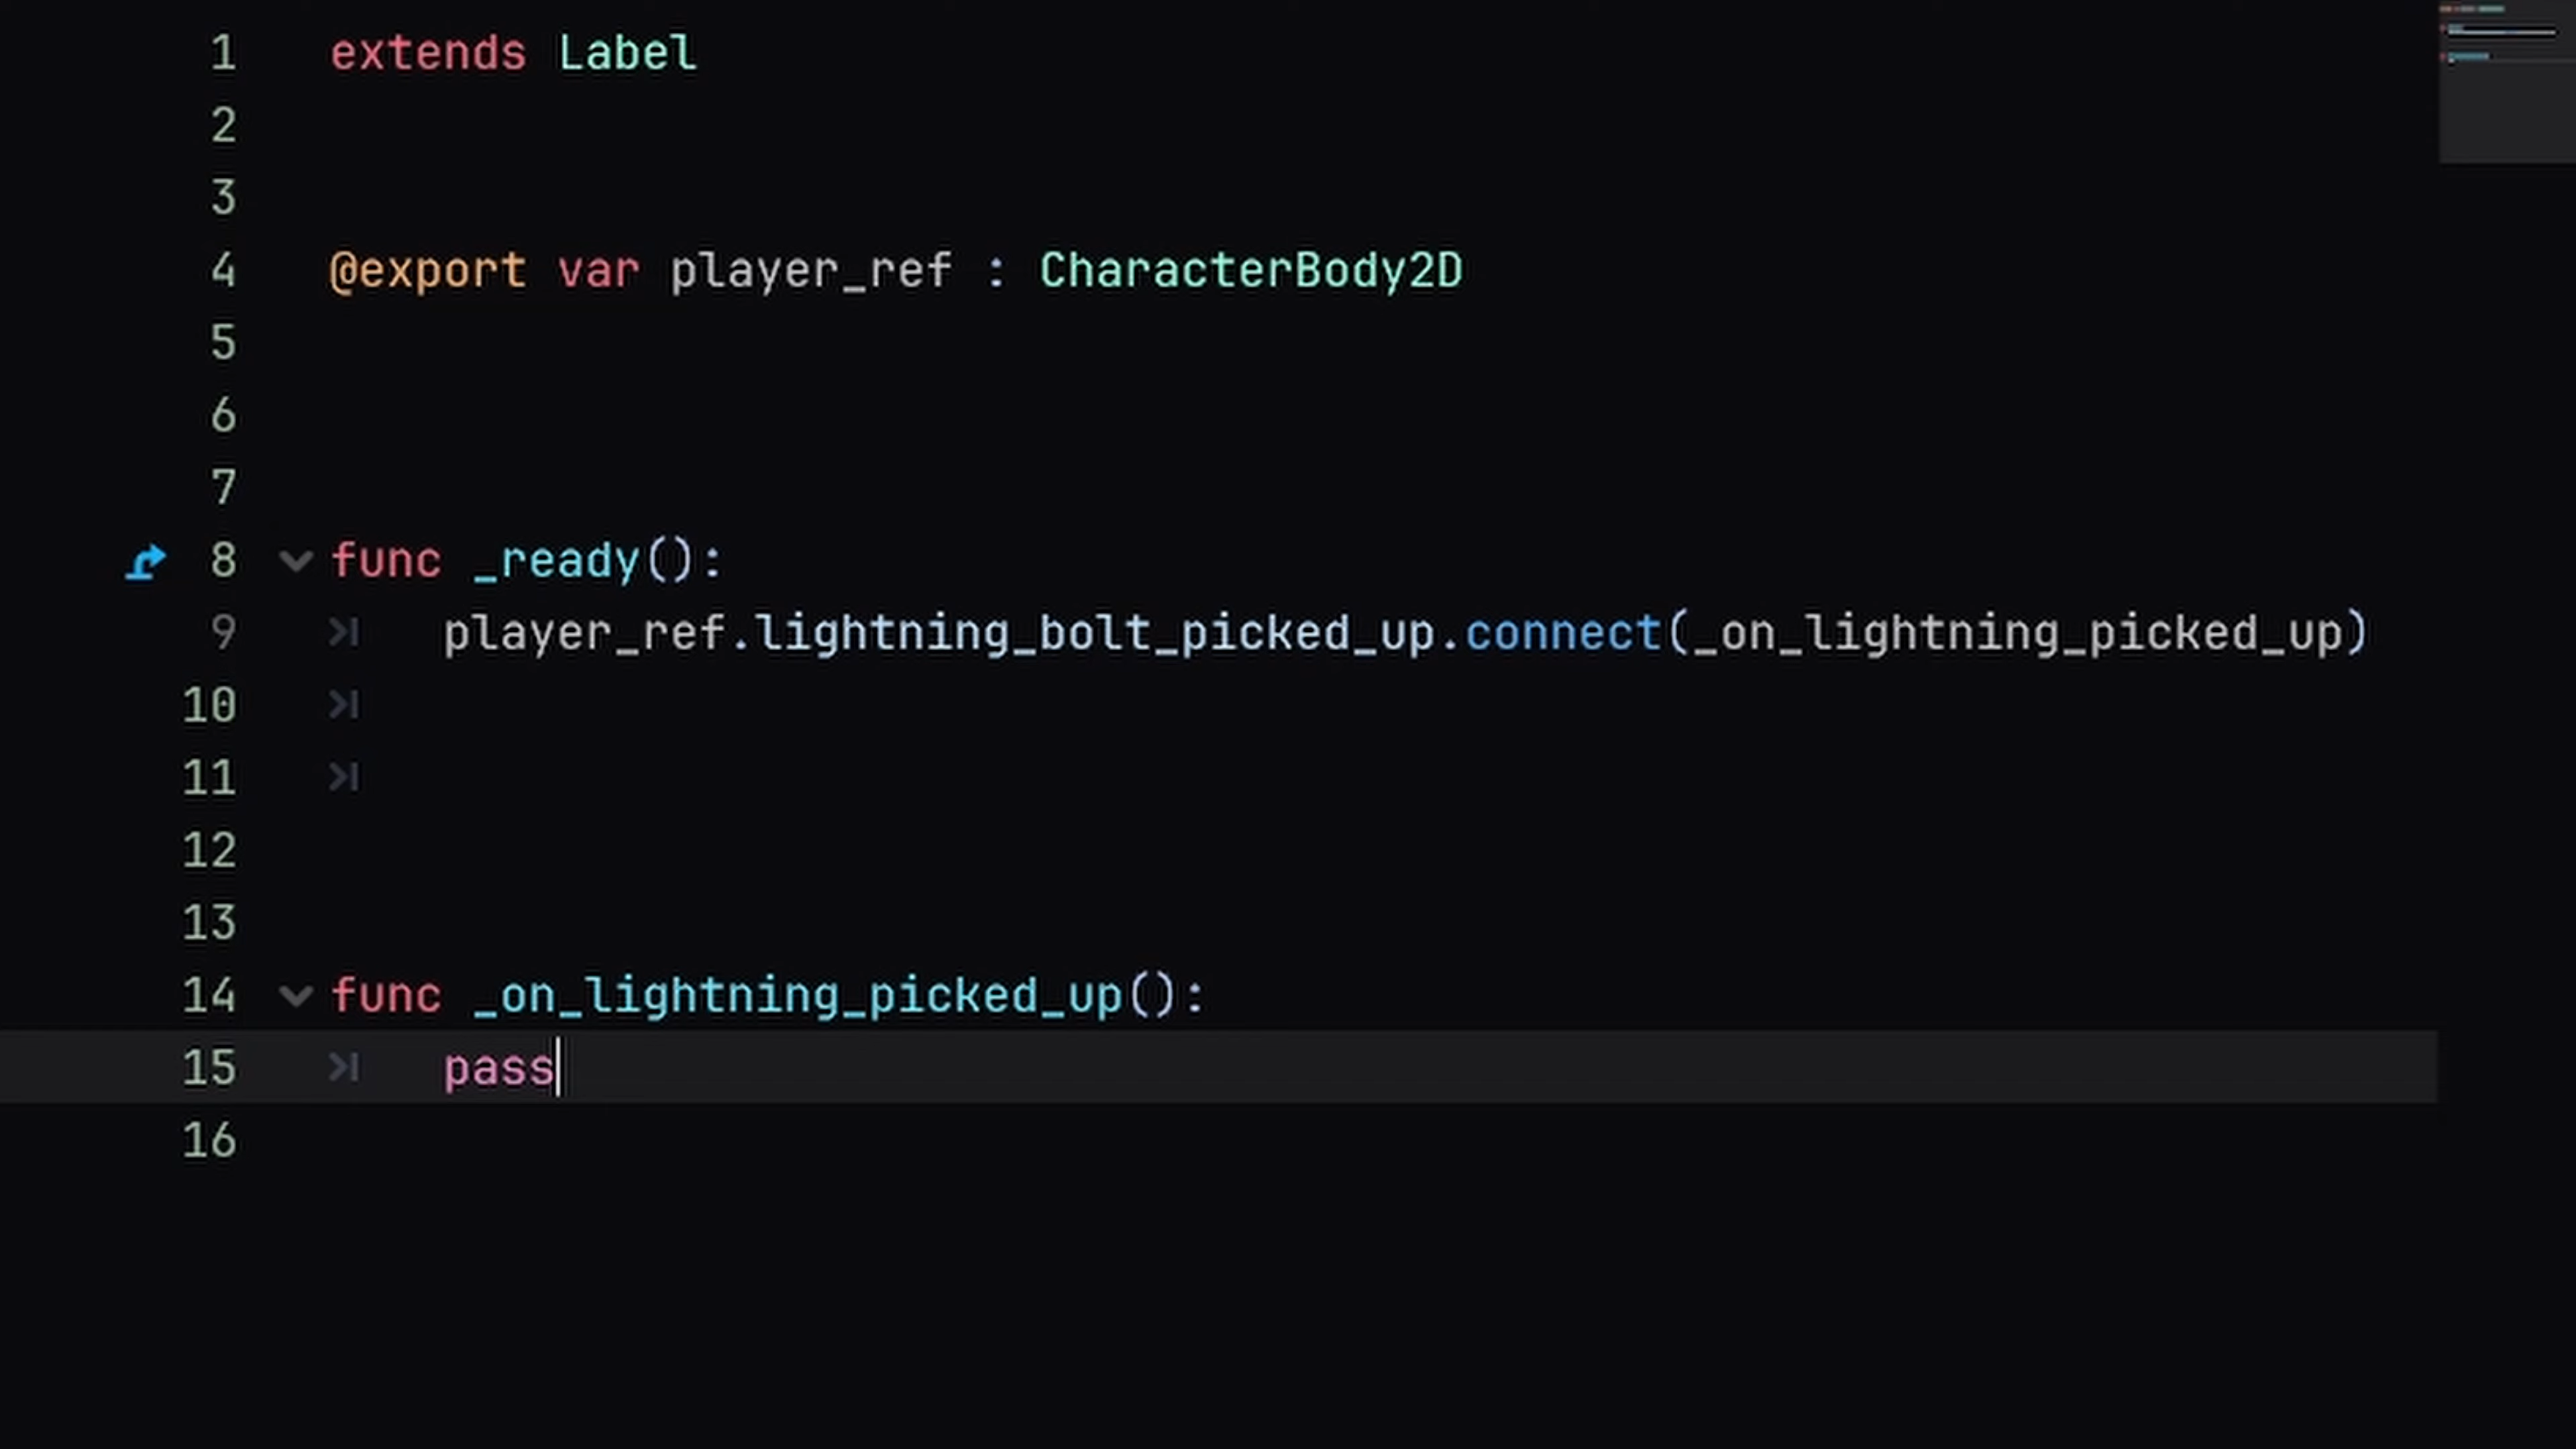 1 extends Label
2
3
4 @export var player_ref : CharacterBody2D
5
6
7
8 func _ready():
9 player_ref.lightning_bolt_picked_up.connect(_on_lightning_picked_up)
10
11
12
13
14 func _on_lightning_picked_up():
15 pass
16